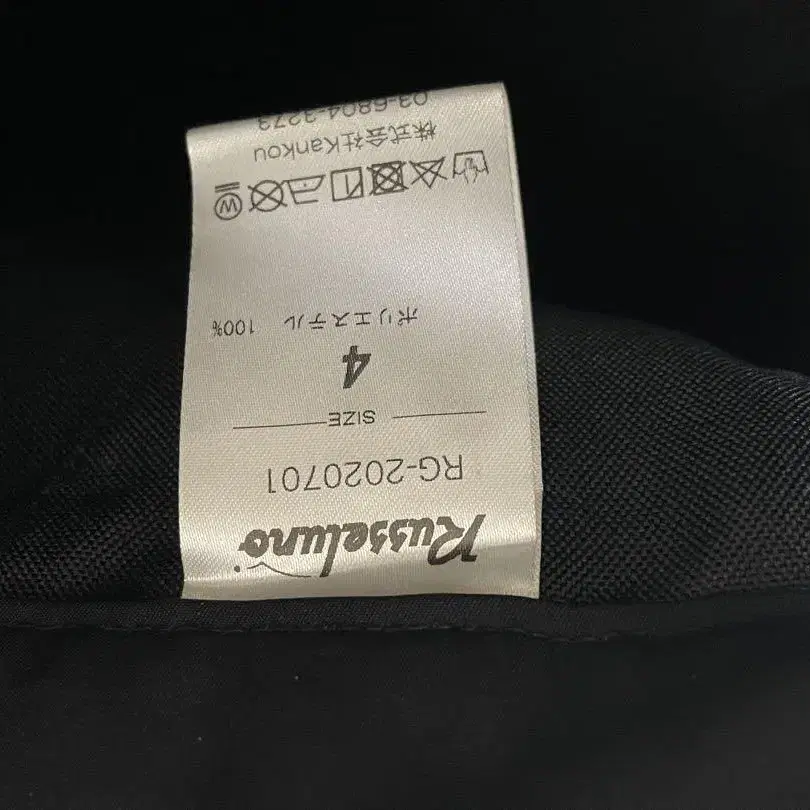 Russeluno
RG-2020701
SIZE
4
ポリエステル 100%
W
株式会社Kankou
03-6804-3273